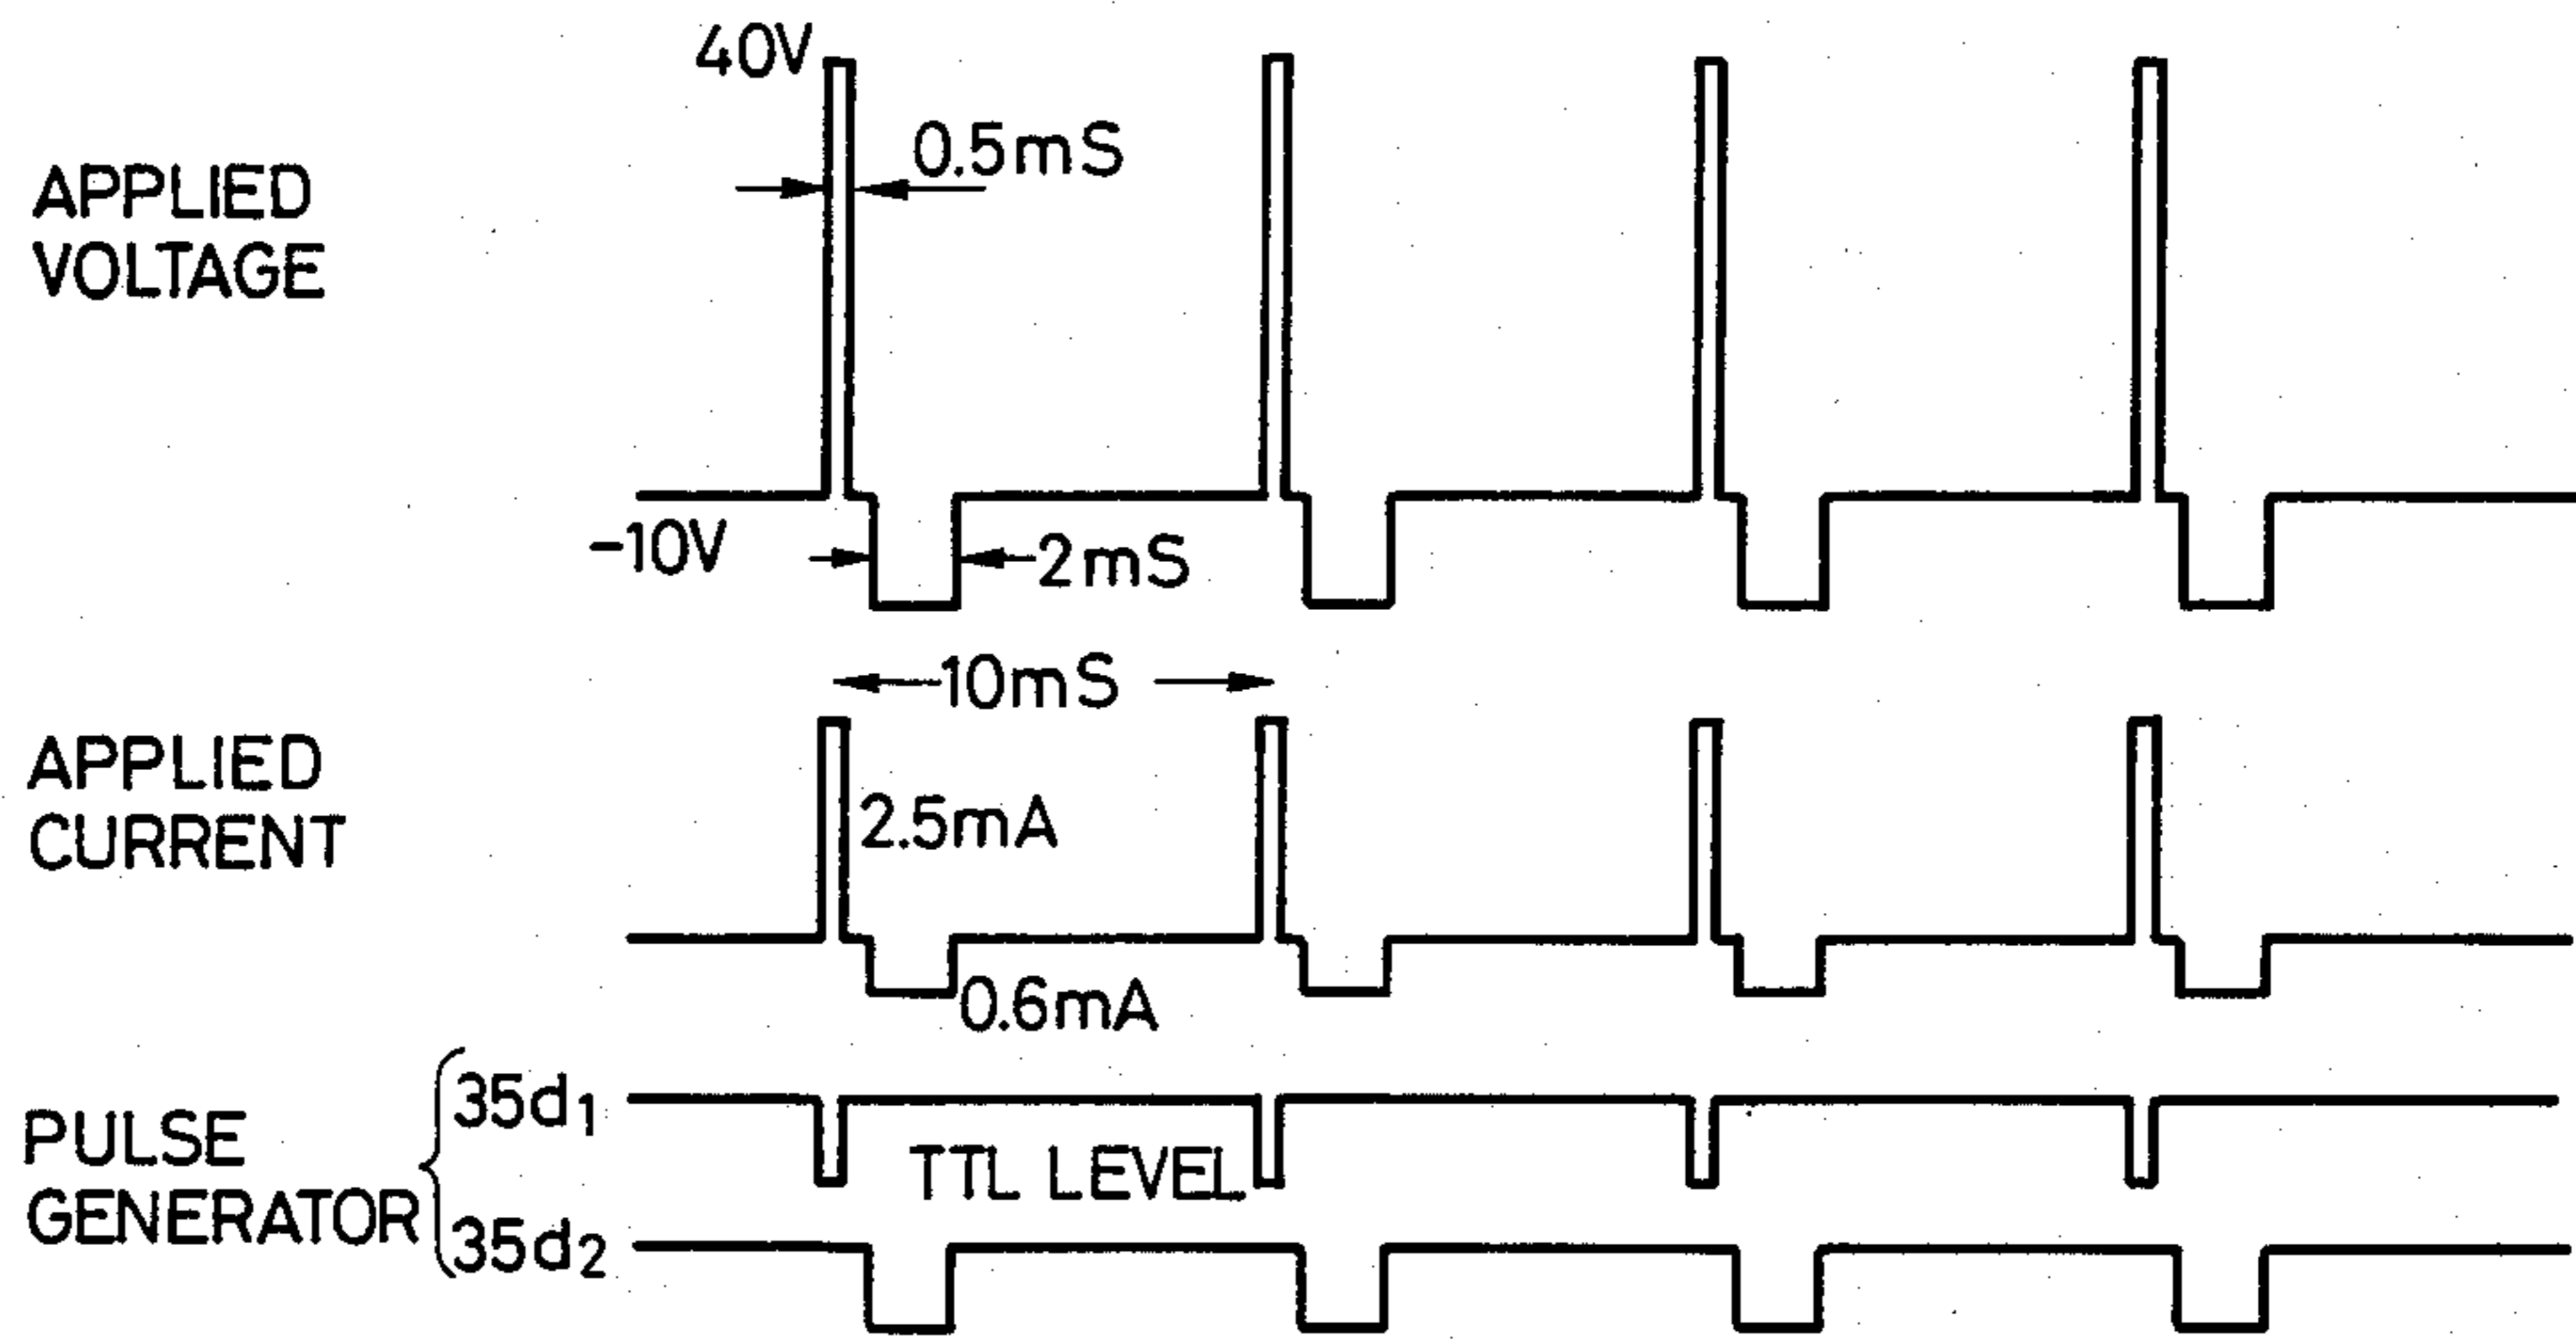 40V
0.5mS
APPLIED
VOLTAGE
-10V
2mS
10mS
APPLIED
CURRENT
2.5mA
0.6mA
PULSE
GENERATOR
35d1
TTL LEVEL
35d2